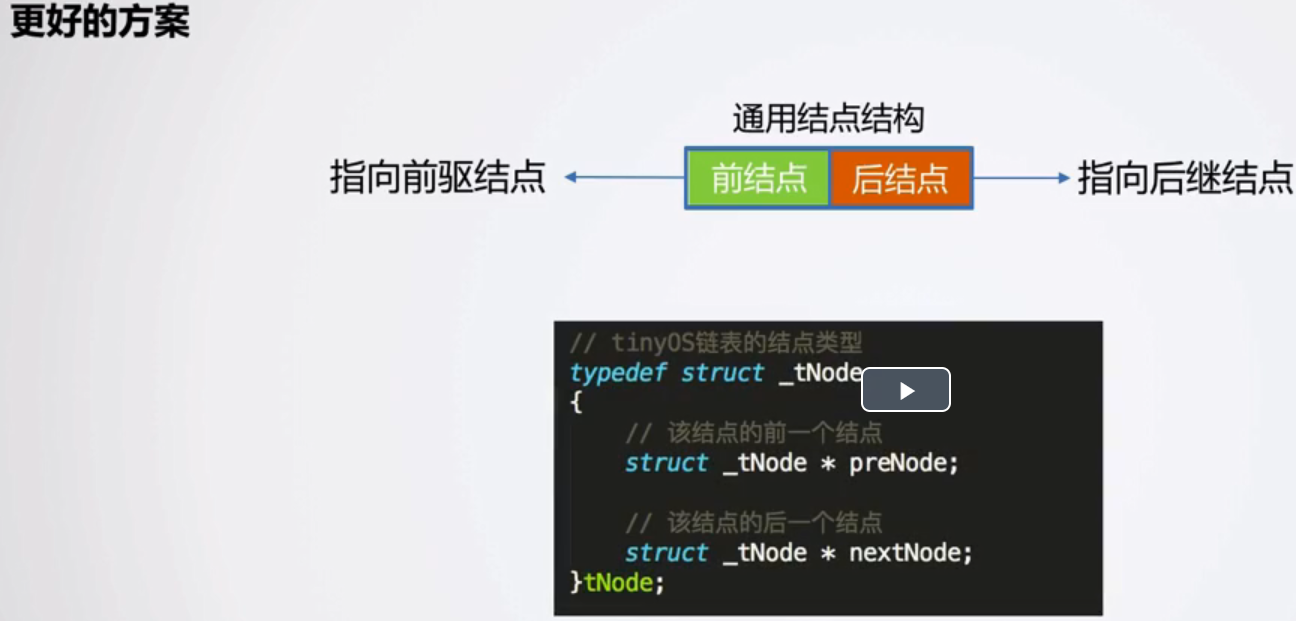 更好的方案
通用结点结构
指向前驱结点
前结点
后结点
指向后继结点
// tinyOS链表的结点类型
typedef struct _tNode
{
// 该结点的前一个结点
struct _tNode * preNode;
// 该结点的后一个结点
struct _tNode * nextNode;
}tNode;